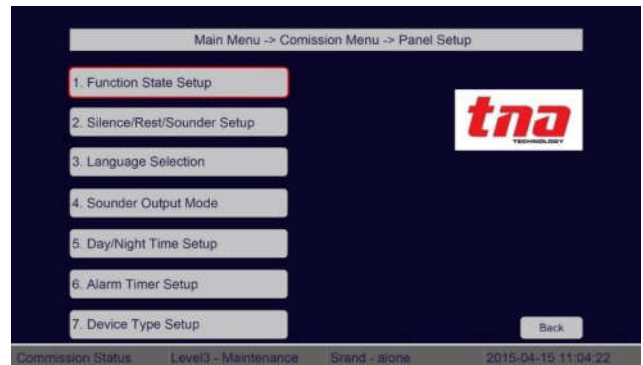 Main Menu -> Comission Menu -> Panel Setup
1. Function State Setup
2. Silence/Rest/Sounder Setup
3. Language Selection
4. Sounder Output Mode
5. Day/Night Time Setup
6. Alarm Timer Setup
7. Device Type Setup
tna
TECHNOLOGY
Back
Commission Status Level3 - Maintenance Srand - alone 2015-04-15 11:04:22